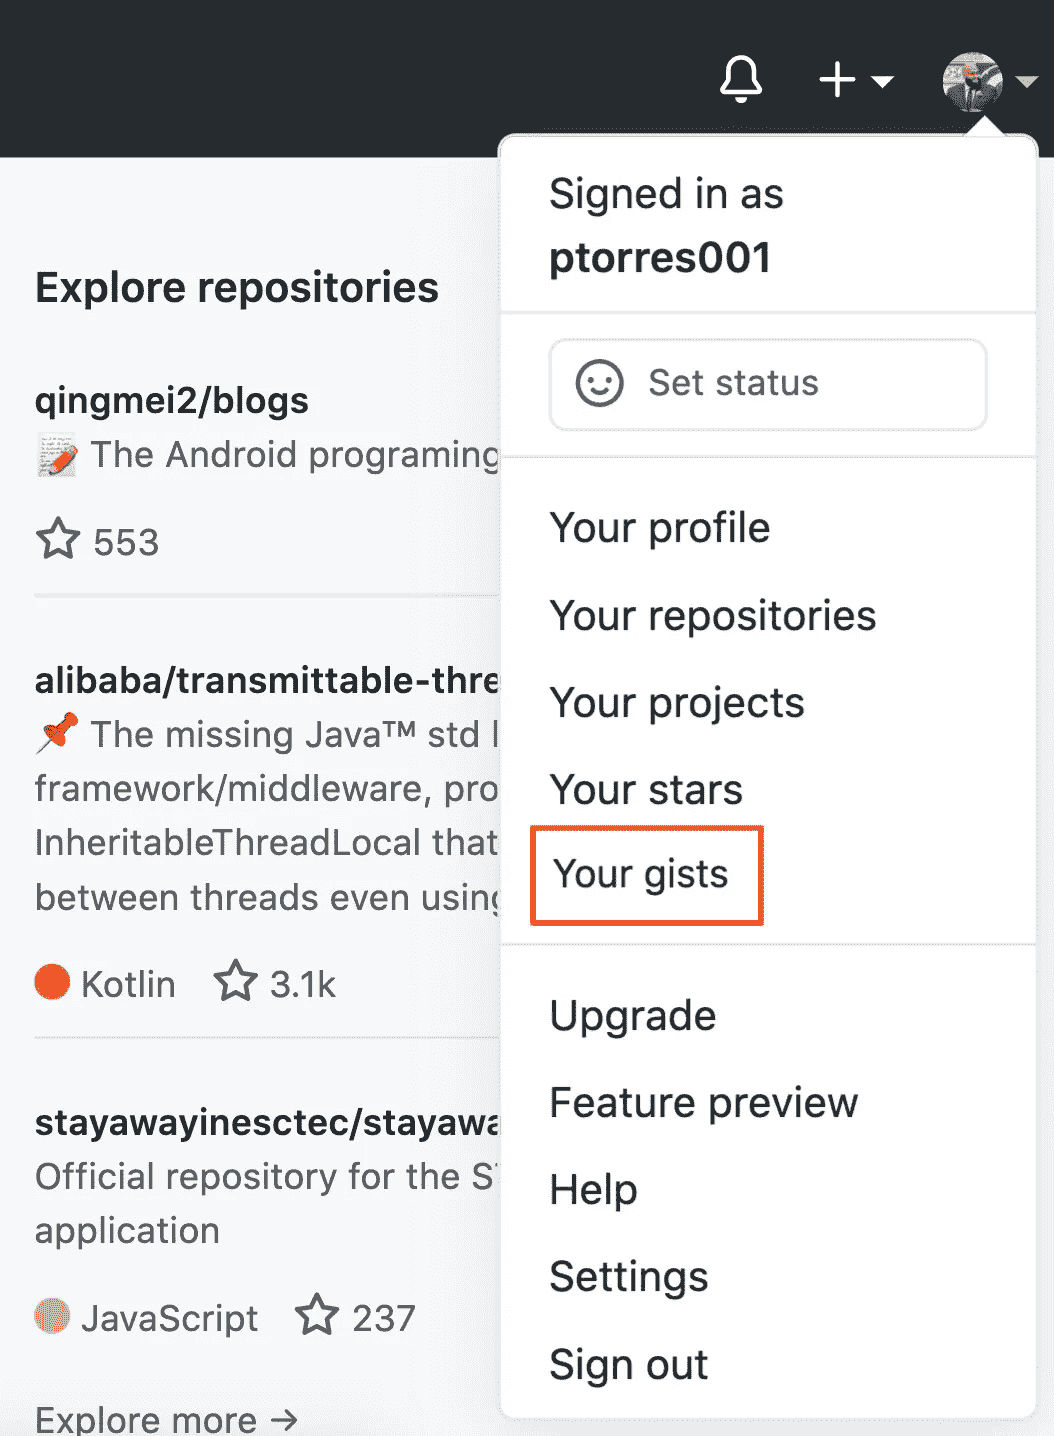 Signed in as
ptorres001
Set status
Your profile
Your repositories
Your projects
Your stars
Your gists
Upgrade
Feature preview
Help
Settings
Sign out
Explore repositories
qingmei2/blogs
The Android programing
553
alibaba/transmittable-thre
The missing Java™ std l
framework/middleware, pro
InheritableThreadLocal that
between threads even using
Kotlin 3.1k
stayawayinesctec/stayawa
Official repository for the S
application
JavaScript 237
Explore more →